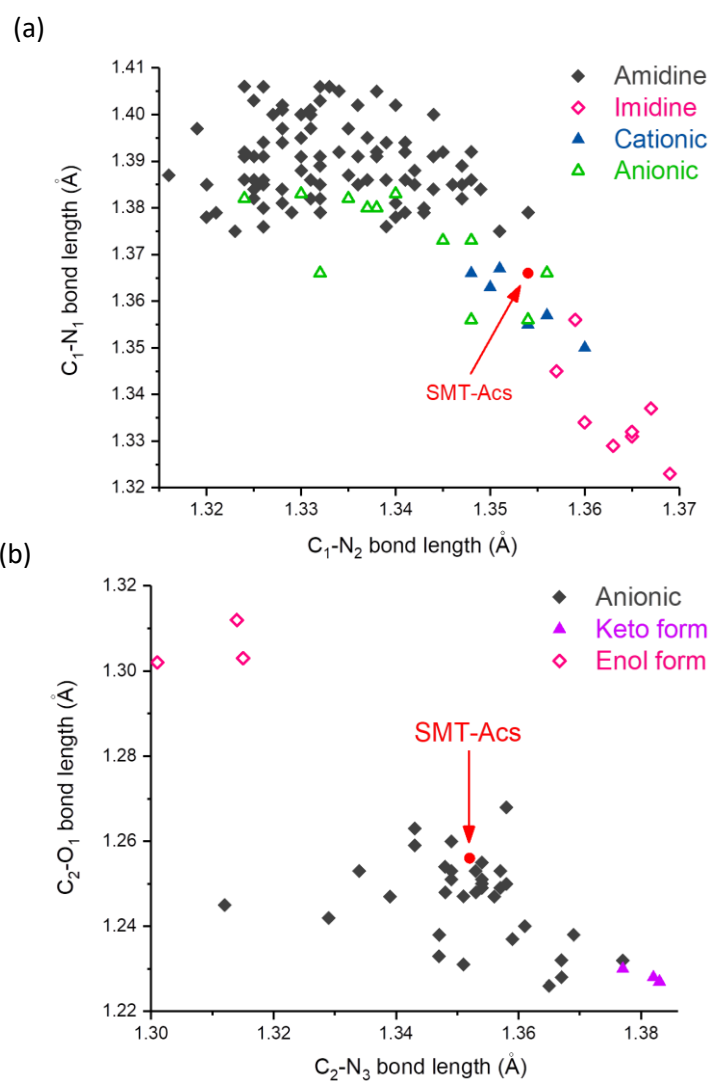 (a)
Amidine
Imidine
Cationic
Anionic
1.41
1.40
1.39
1.38
1.37
1.36
1.35
1.34
1.33
1.32
C₁-N₁ bond length (Å)
SMT-Acs
1.32 1.33 1.34 1.35 1.36 1.37
C₁-N₂ bond length (Å)
(b)
Anionic
Keto form
Enol form
1.32
1.30
1.28
1.26
1.24
1.22
C₂-O₁ bond length (Å)
SMT-Acs
1.30 1.32 1.34 1.36 1.38
C₂-N₃ bond length (Å)